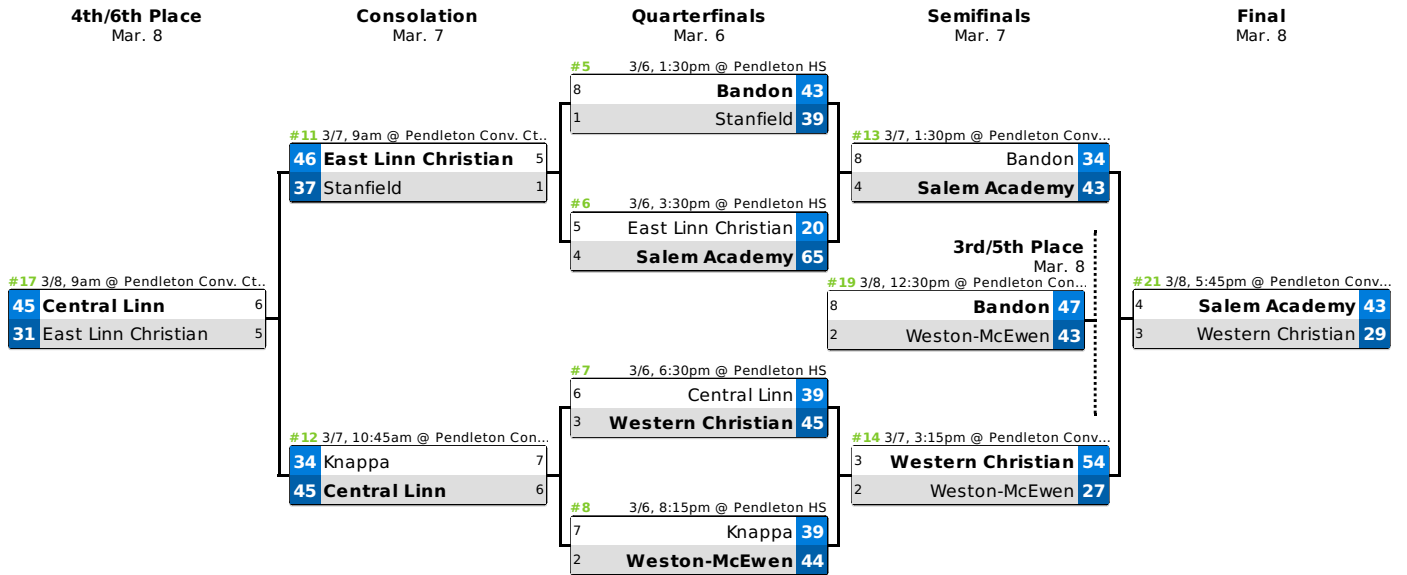 4th/6th Place
Mar. 8
Consolation
Mar. 7
Quarterfinals
Mar. 6
Semifinals
Mar. 7
Final
Mar. 8
#5 3/6, 1:30pm @ Pendleton HS
8 Bandon 43
1 Stanfield 39
#11 3/7, 9am @ Pendleton Conv. Ct..
46 East Linn Christian 5
37 Stanfield 1
#13 3/7, 1:30pm @ Pendleton Conv...
8 Bandon 34
4 Salem Academy 43
#6 3/6, 3:30pm @ Pendleton HS
5 East Linn Christian 20
4 Salem Academy 65
3rd/5th Place
Mar. 8
#17 3/8, 9am @ Pendleton Conv. Ct..
45 Central Linn 6
31 East Linn Christian 5
#19 3/8, 12:30pm @ Pendleton Con...
8 Bandon 47
2 Weston-McEwen 43
#21 3/8, 5:45pm @ Pendleton Conv...
4 Salem Academy 43
3 Western Christian 29
#7 3/6, 6:30pm @ Pendleton HS
6 Central Linn 39
3 Western Christian 45
#12 3/7, 10:45am @ Pendleton Con...
34 Knappa 7
45 Central Linn 6
#14 3/7, 3:15pm @ Pendleton Conv...
3 Western Christian 54
2 Weston-McEwen 27
#8 3/6, 8:15pm @ Pendleton HS
7 Knappa 39
2 Weston-McEwen 44